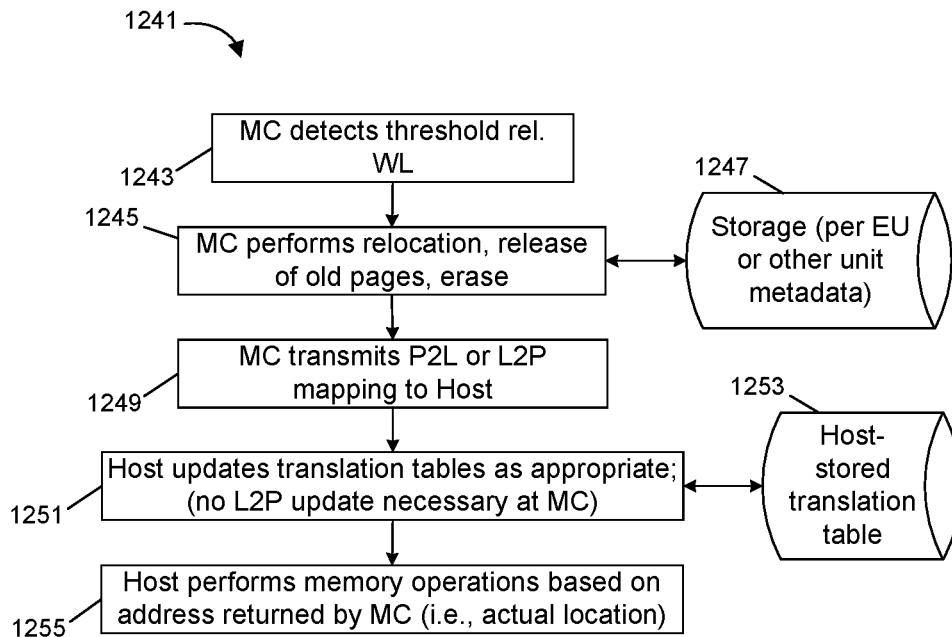 1241
MC detects threshold rel.
WL
1243
1245
MC performs relocation, release
of old pages, erase
1247
Storage (per EU
or other unit
metadata)
MC transmits P2L or L2P
mapping to Host
1249
1253
Host-
stored
translation
table
Host updates translation tables as appropriate;
(no L2P update necessary at MC)
1251
Host performs memory operations based on
address returned by MC (i.e., actual location)
1255